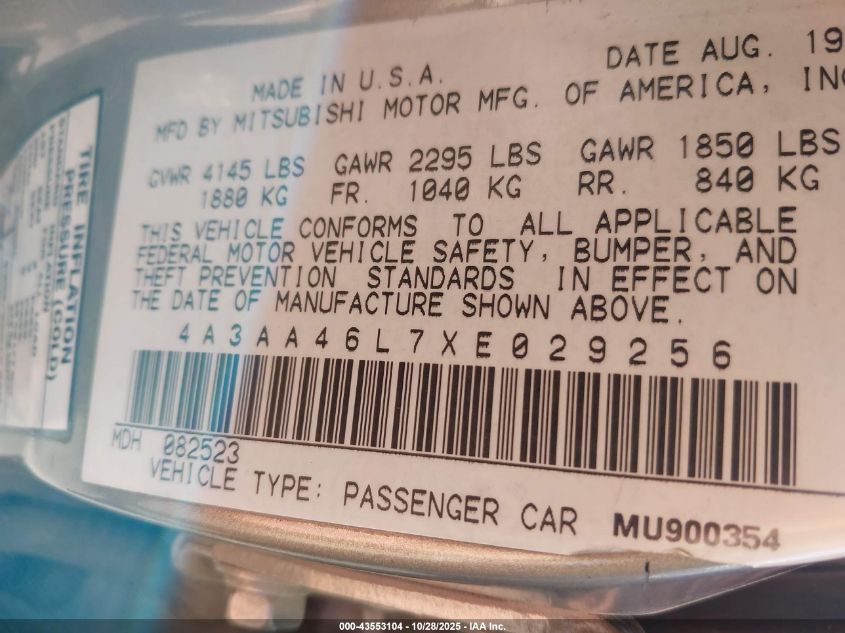 DATE AUG. 19
MADE IN U.S.A.
MFD BY MITSUBISHI MOTOR MFG. OF AMERICA, INC
GVWR 4145 LBS GAWR 2295 LBS GAWR 1850 LBS
1880 KG FR. 1040 KG RR. 840 KG
THIS VEHICLE CONFORMS TO ALL APPLICABLE
FEDERAL MOTOR VEHICLE SAFETY, BUMPER, AND
THEFT PREVENTION STANDARDS IN EFFECT ON
THE DATE OF MANUFACTURE SHOWN ABOVE.
4A3AA46L7XE029256
MDH 082523
VEHICLE TYPE: PASSENGER CAR MU900354
TIRE INFLATION
PRESSURE (COLD)
000-43553104 | 10/28/2025 - IAA Inc.